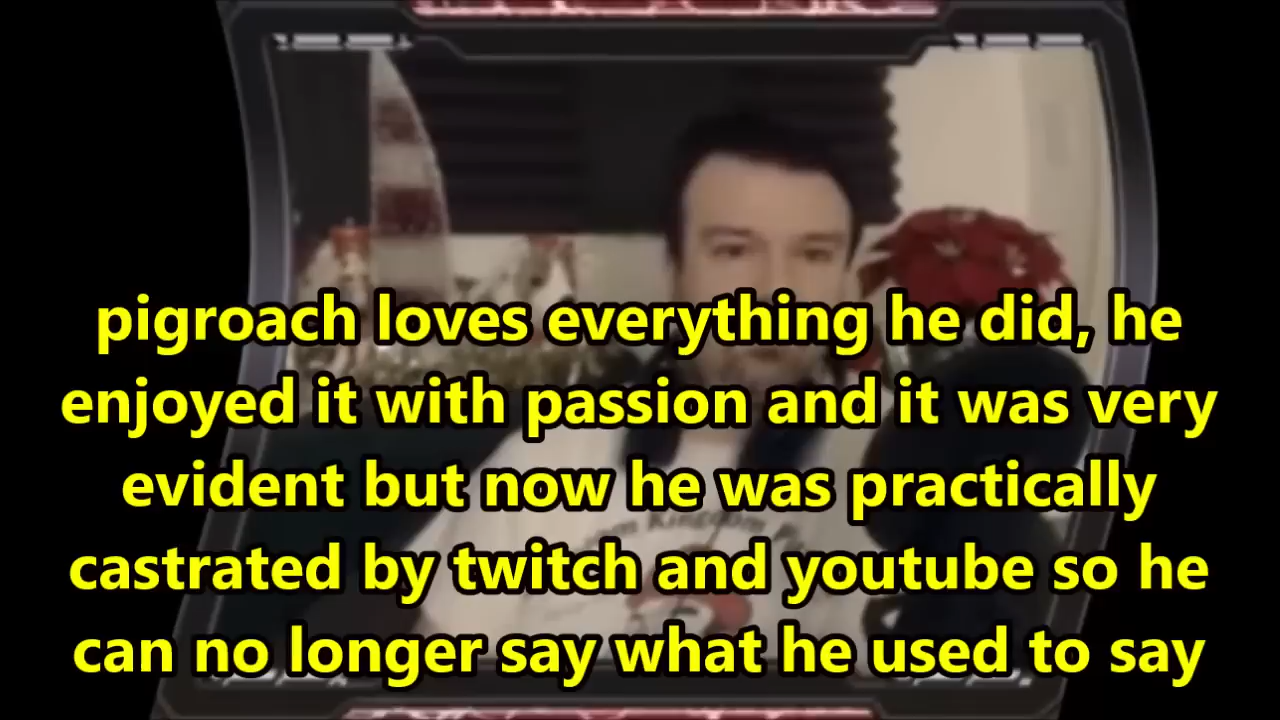 pigroach loves everything he did, he
enjoyed it with passion and it was very
evident but now he was practically
castrated by twitch and youtube so he
can no longer say what he used to say
Kingdom